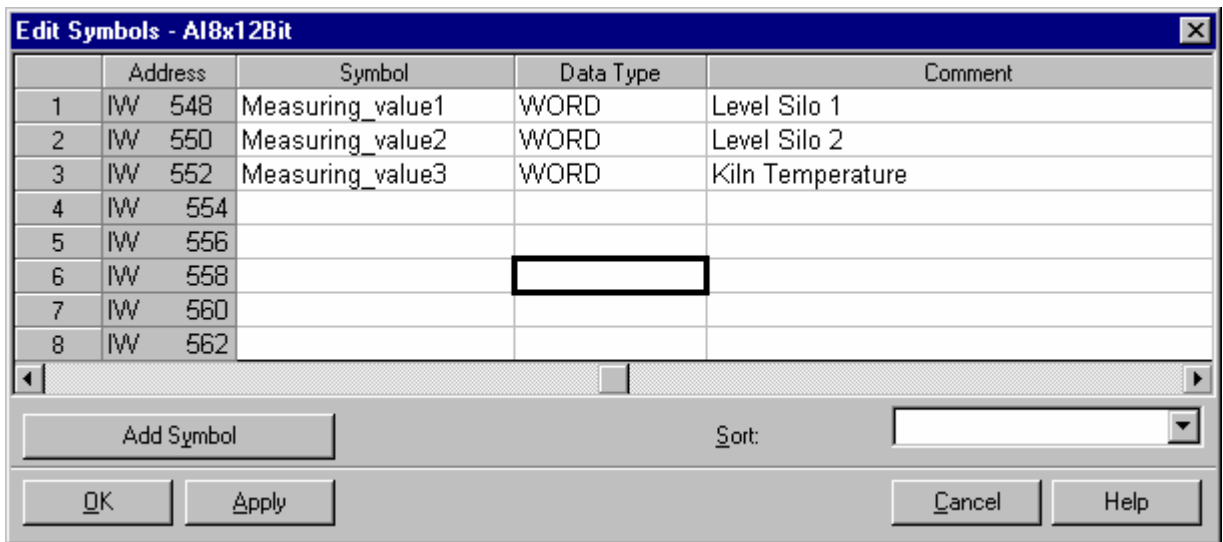 Edit Symbols - AI8x12Bit
Address Symbol Data Type Comment
1 IW 548 Measuring_value1 WORD Level Silo 1
2 IW 550 Measuring_value2 WORD Level Silo 2
3 IW 552 Measuring_value3 WORD Kiln Temperature
4 IW 554
5 IW 556
6 IW 558
7 IW 560
8 IW 562
Add Symbol Sort:
OK Apply Cancel Help